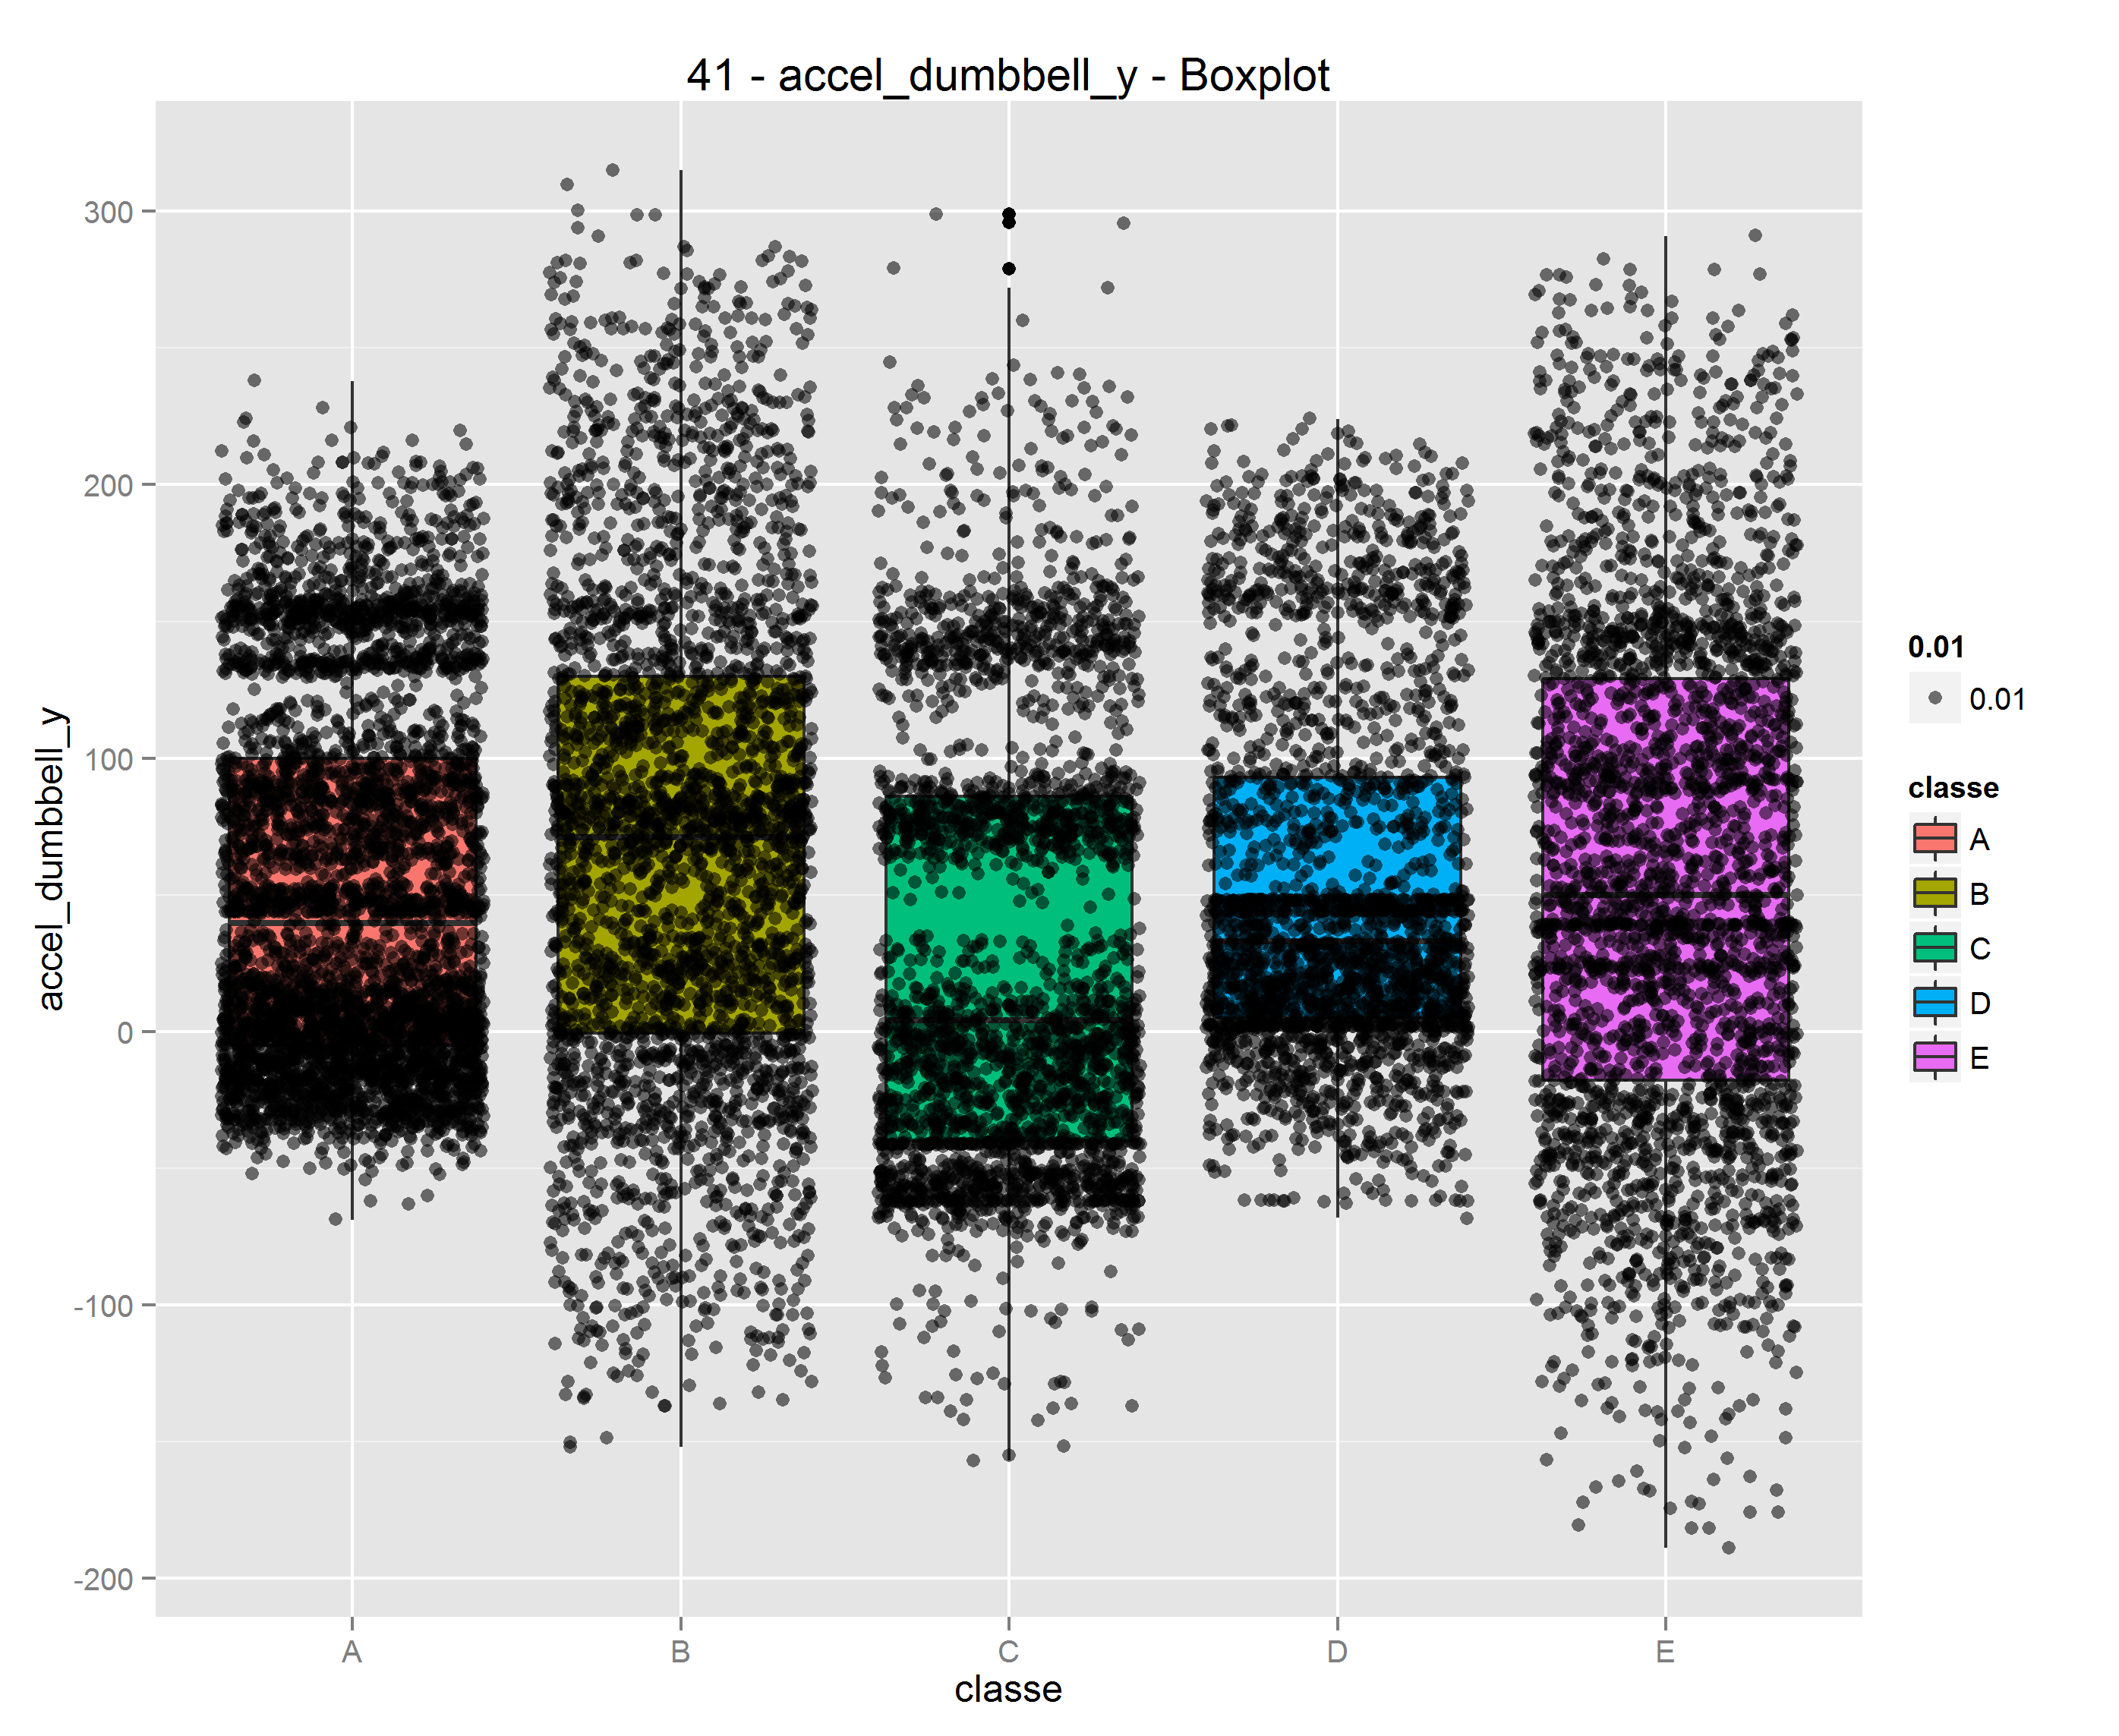 41 - accel_dumbbell_y - Boxplot
accel_dumbbell_y
300
200
100
0
-100
-200
A
B
C
D
E
classe
0.01
0.01
classe
A
B
C
D
E